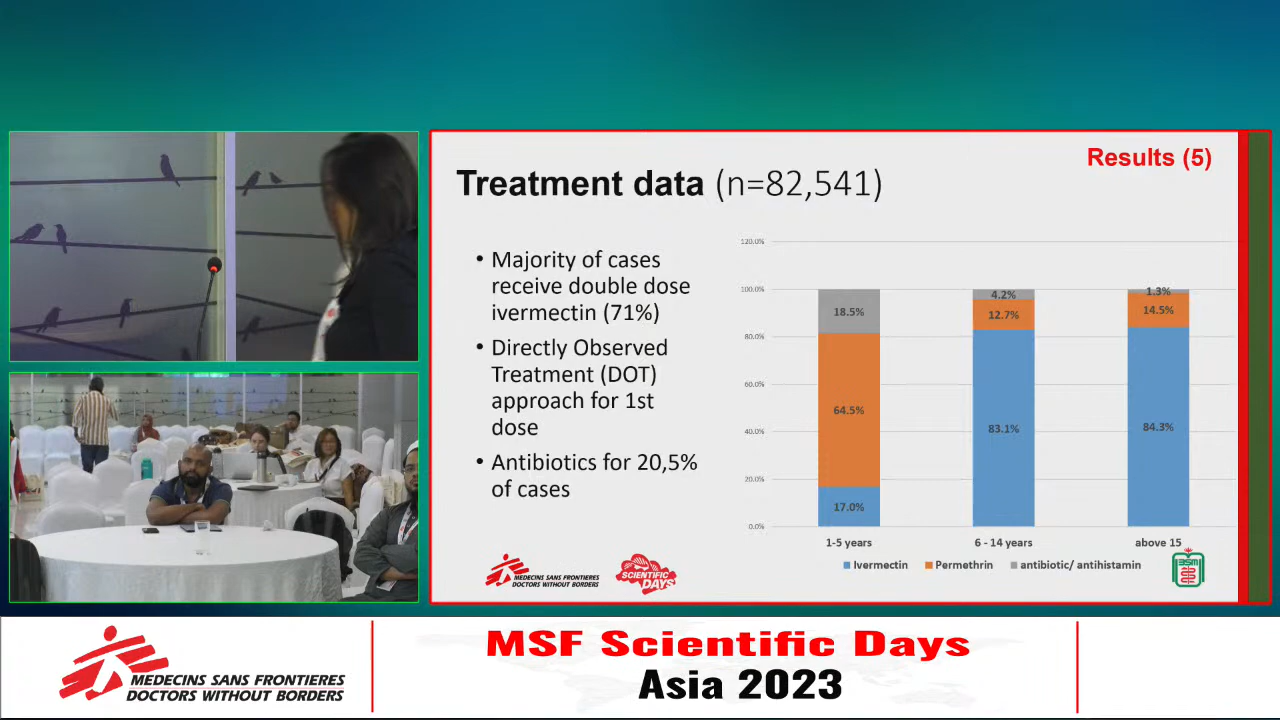 Results (5)
Treatment data (n=82,541)
• Majority of cases
receive double dose
ivermectin (71%)
• Directly Observed
Treatment (DOT)
approach for 1st
dose
• Antibiotics for 20,5%
of cases
120.0%
100.0%
80.0%
60.0%
40.0%
20.0%
0.0%
18.5%
64.5%
17.0%
4.2%
12.7%
83.1%
1.3%
14.5%
84.3%
1-5 years
6 - 14 years
above 15
Ivermectin
Permethrin
antibiotic/ antihistamin
MEDECINS SANS FRONTIERES
DOCTORS WITHOUT BORDERS
SCIENTIFIC
DAYS
MEDECINS SANS FRONTIERES
DOCTORS WITHOUT BORDERS
MSF Scientific Days
Asia 2023